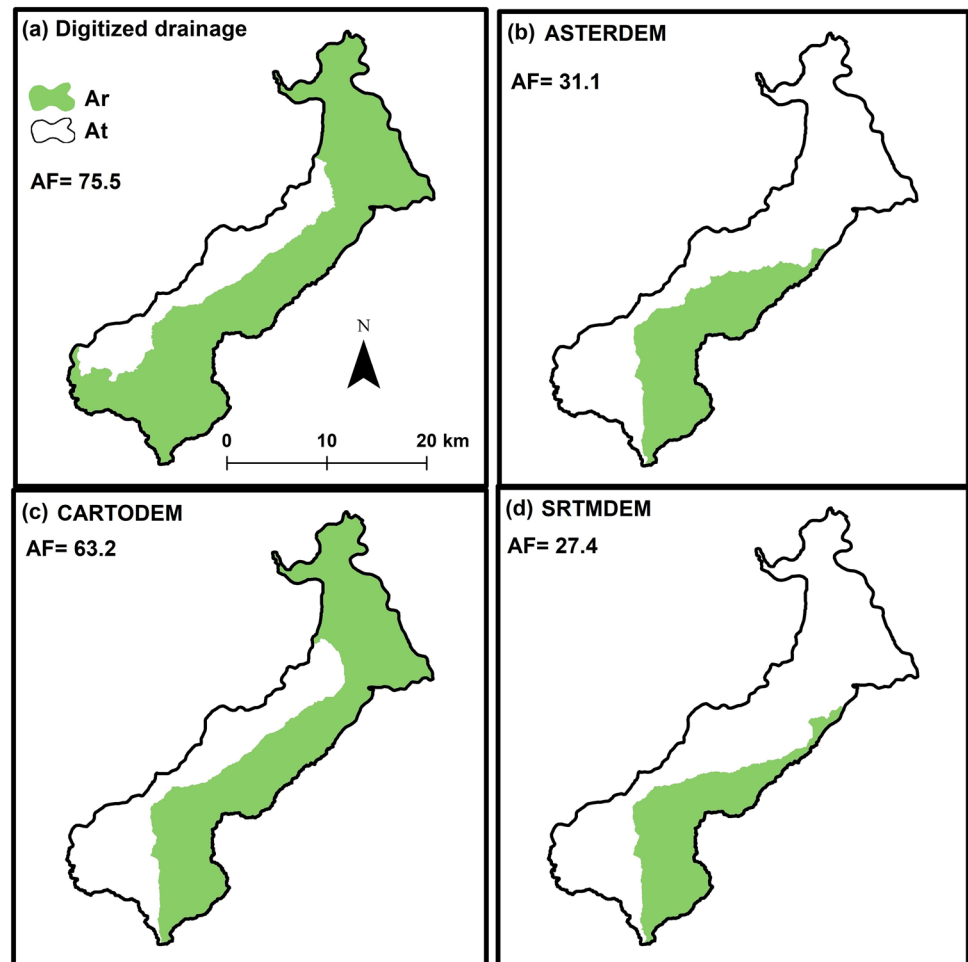 (a) Digitized drainage
Ar
At
AF= 75.5
N
0 10 20 km
(b) ASTERDEM
AF= 31.1
(c) CARTODEM
AF= 63.2
(d) SRTMDEM
AF= 27.4